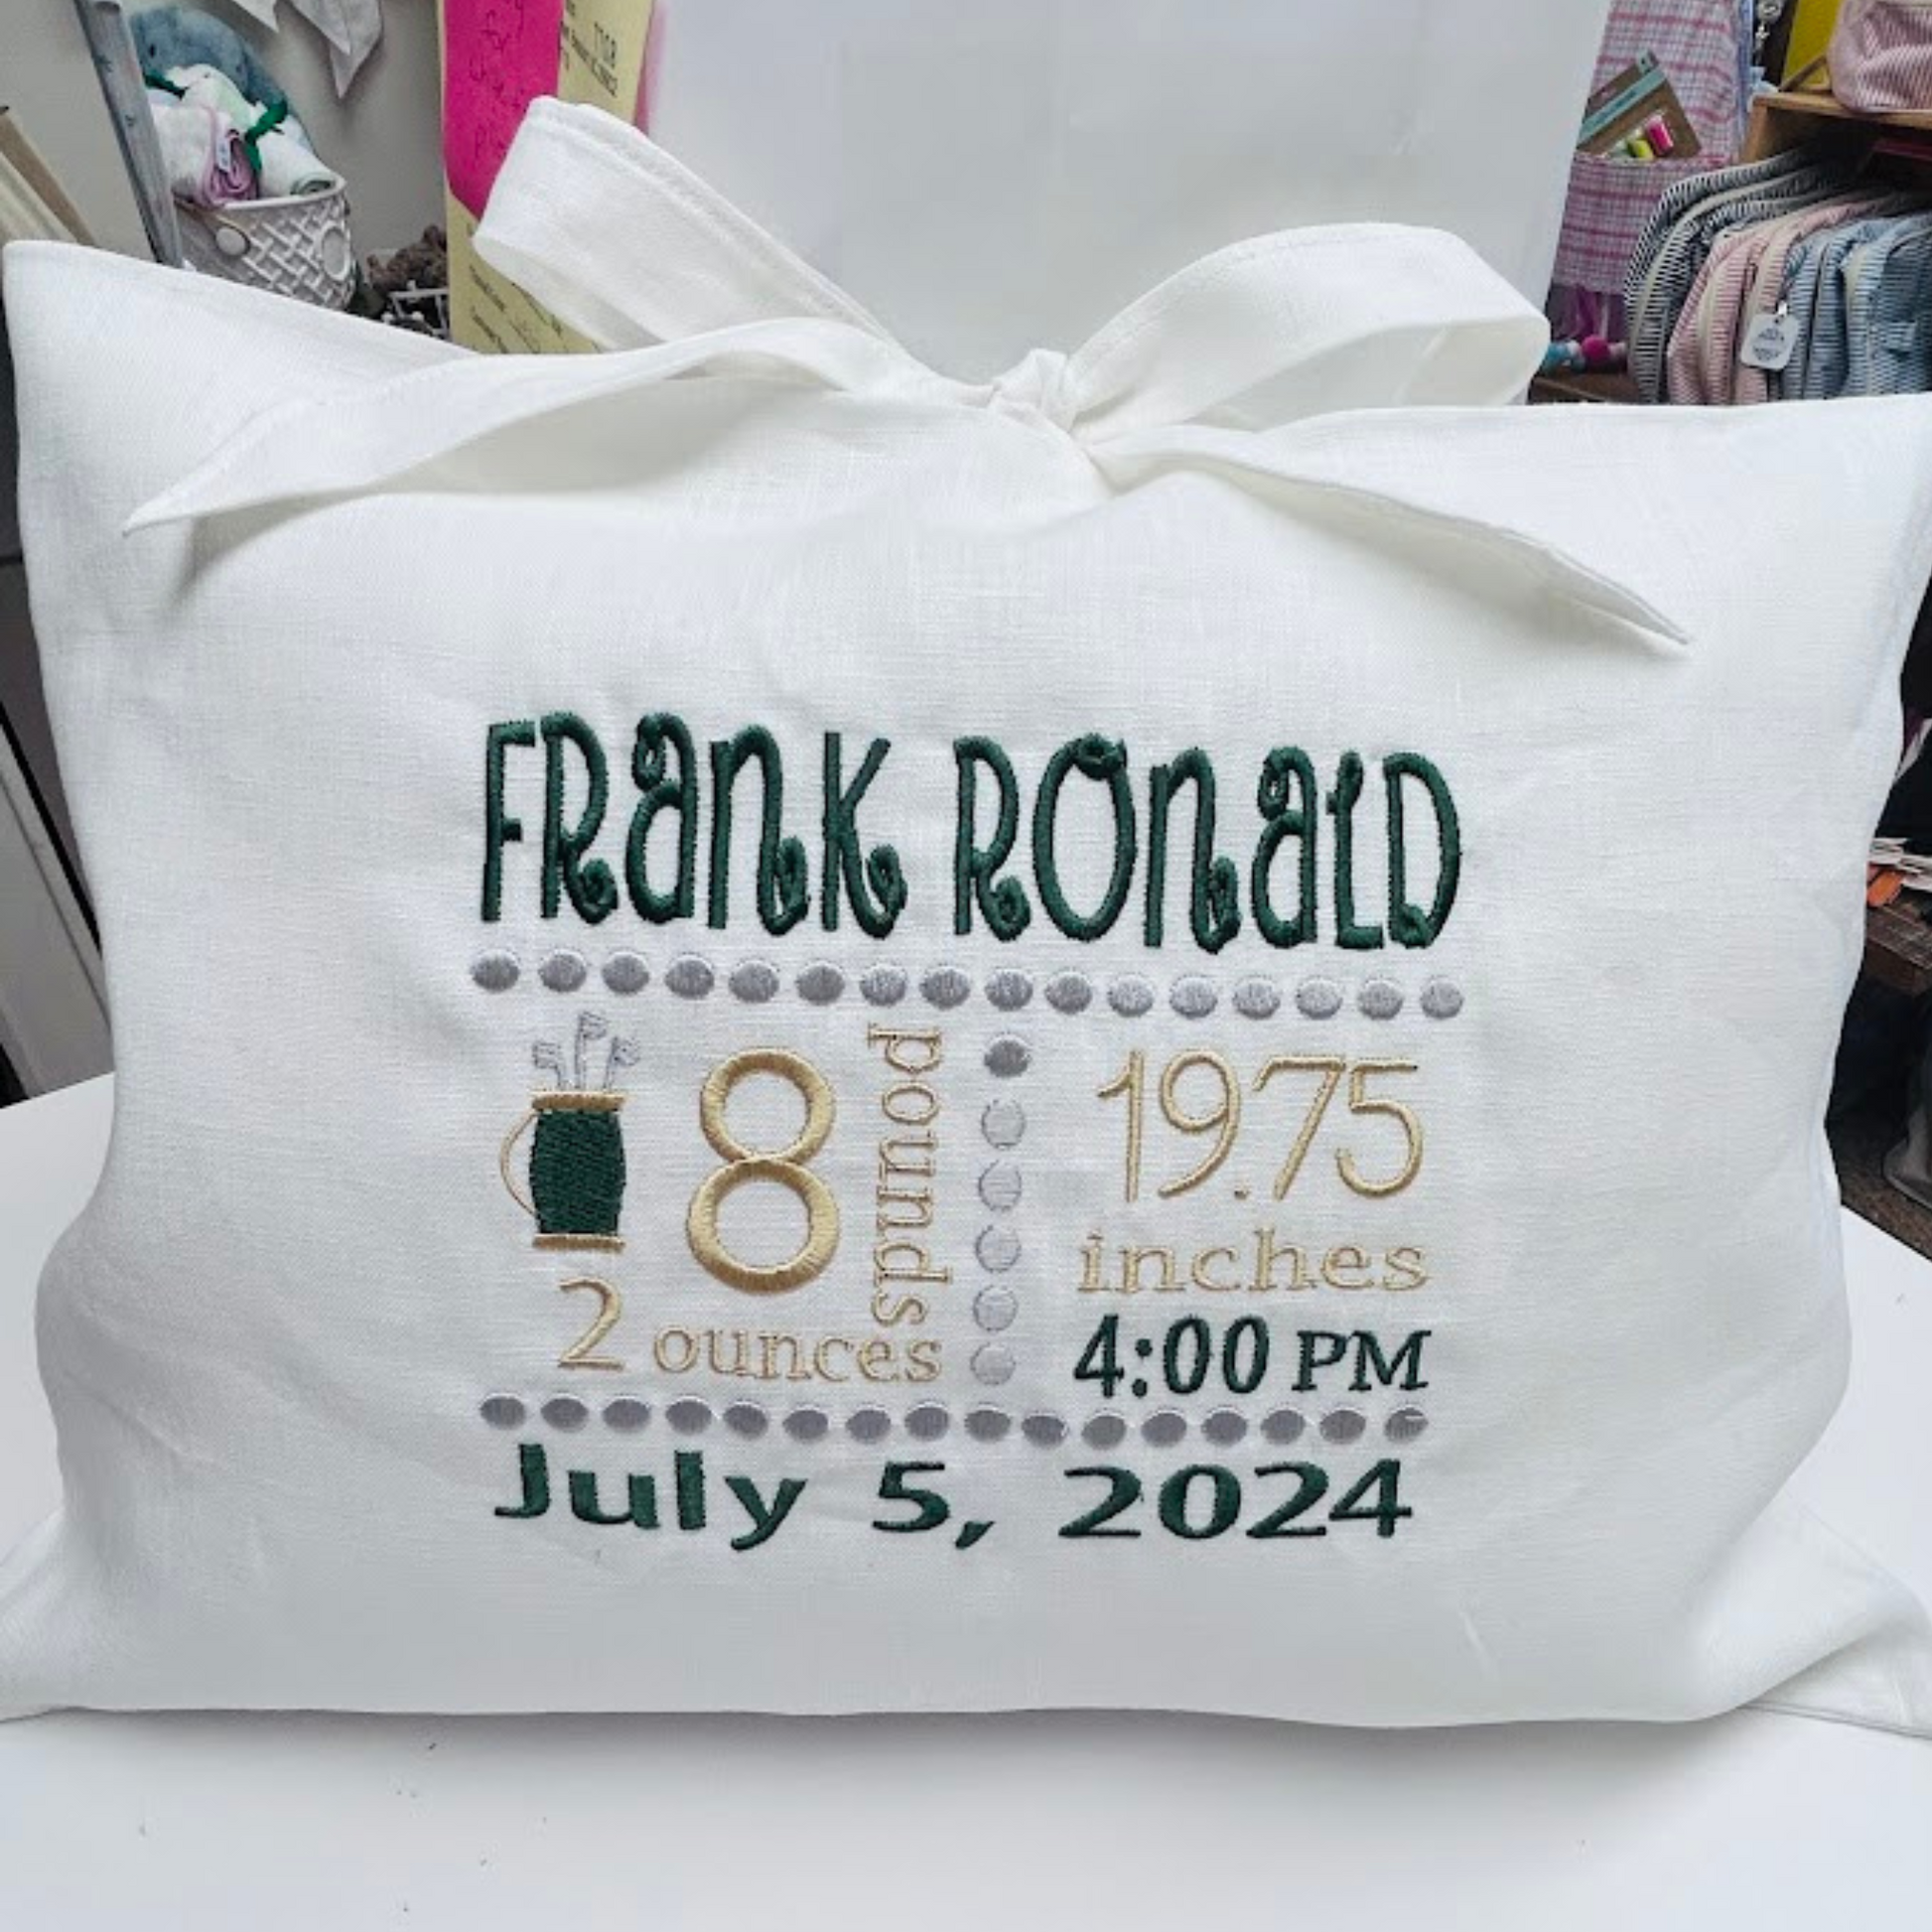 FRanK RONaLD
8 pounds
2 ounces
19.75
inches
4:00 PM
July 5, 2024